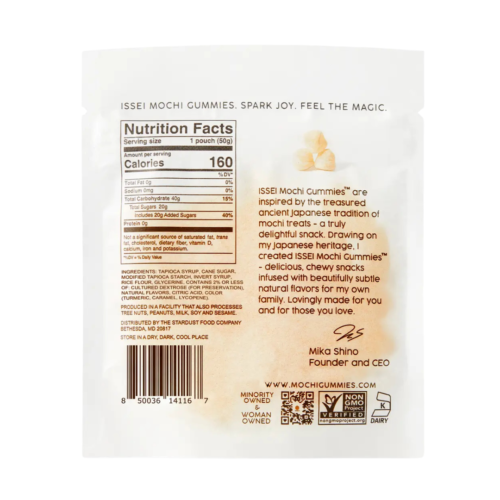 ISSEI MOCHI GUMMIES. SPARK JOY. FEEL THE MAGIC.
Nutrition Facts
Serving size 1 pouch (50g)
Amount per serving
Calories 160
% DV*
Total Fat 0g 0%
Sodium 0mg 0%
Total Carbohydrate 40g 15%
Total Sugars 20g
Includes 20g Added Sugars 40%
Protein 0g
Not a significant source of saturated fat, trans
fat, cholesterol, dietary fiber, vitamin D,
calcium, iron and potassium.
*%DV = % Daily Value
INGREDIENTS: TAPIOCA SYRUP, CANE SUGAR,
MODIFIED TAPIOCA STARCH, INVERT SYRUP,
RICE FLOUR, GLYCERINE, CONTAINS 2% OR LESS
OF: CULTURED DEXTROSE (FOR PRESERVATION),
NATURAL FLAVORS, CITRIC ACID, COLOR
(TURMERIC, CARAMEL, LYCOPENE).
PRODUCED IN A FACILITY THAT ALSO PROCESSES
TREE NUTS, PEANUTS, MILK, SOY AND SESAME.
DISTRIBUTED BY THE STARDUST FOOD COMPANY
BETHESDA, MD 20817
STORE IN A DRY, DARK, COOL PLACE
8 50036 14116 7
ISSEI Mochi Gummies™ are
inspired by the treasured
ancient japanese tradition of
mochi treats - a truly
delightful snack. Drawing on
my japanese heritage, I
created ISSEI Mochi Gummies™
- delicious, chewy snacks
infused with beautifully subtle
natural flavors for my own
family. Lovingly made for you
and for those you love.
Mika Shino
Founder and CEO
WWW.MOCHIGUMMIES.COM
MINORITY
OWNED
&
WOMAN
OWNED
NON
GMO
Project
VERIFIED
nongmoproject.org
K
DAIRY